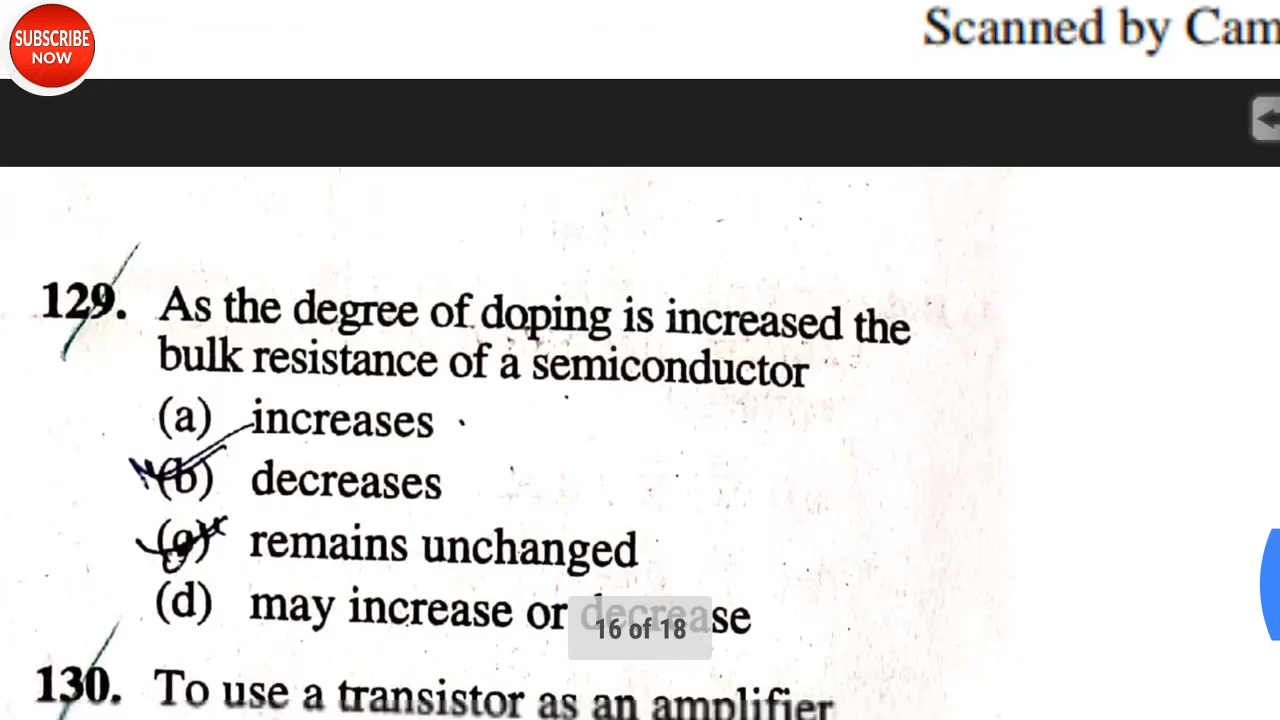 SUBSCRIBE
NOW
Scanned by Cam
129. As the degree of doping is increased the
bulk resistance of a semiconductor
(a) increases
(b) decreases
(c) remains unchanged
(d) may increase or decrease
16 of 18
130. To use a transistor as an amplifier